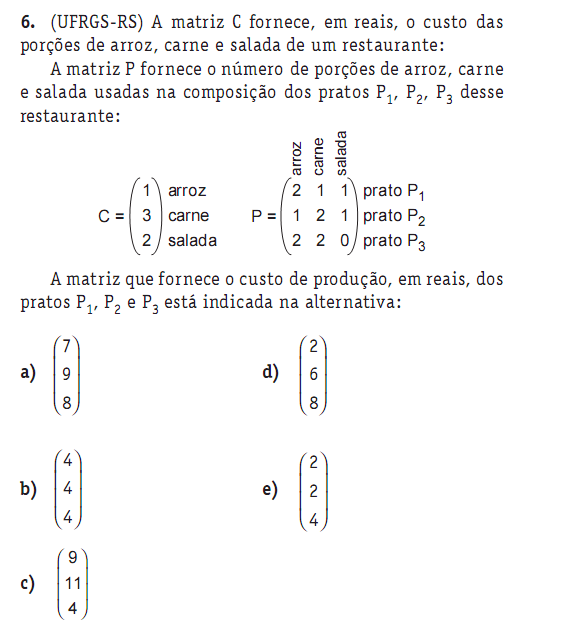 6. (UFRGS-RS) A matriz C fornece, em reais, o custo das
porções de arroz, carne e salada de um restaurante:
A matriz P fornece o número de porções de arroz, carne
e salada usadas na composição dos pratos P₁, P₂, P₃ desse
restaurante:
arroz carne salada
1 arroz 2 1 1 prato P₁
C = 3 carne P = 1 2 1 prato P₂
2 salada 2 2 0 prato P₃
A matriz que fornece o custo de produção, em reais, dos
pratos P₁, P₂ e P₃ está indicada na alternativa:
7 2
a) 9 d) 6
8 8
4 2
b) 4 e) 2
4 4
9
c) 11
4